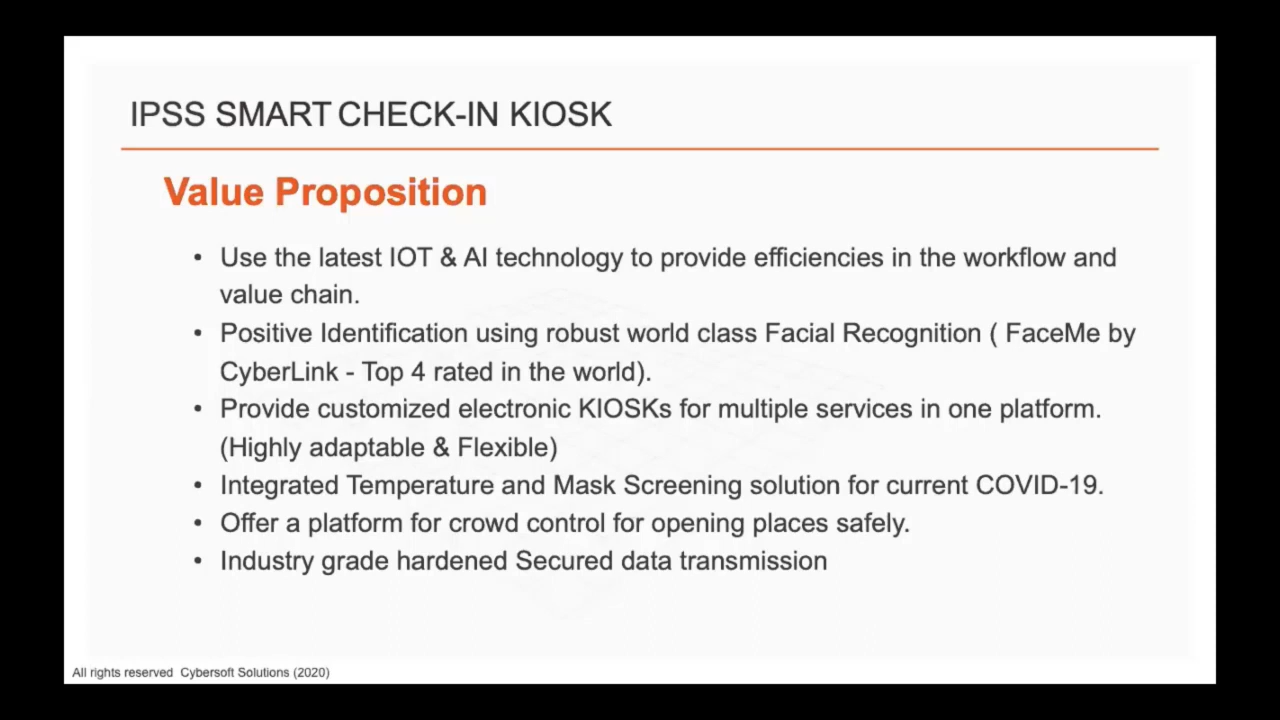 IPSS SMART CHECK-IN KIOSK
Value Proposition
• Use the latest IOT & AI technology to provide efficiencies in the workflow and
value chain.
• Positive Identification using robust world class Facial Recognition ( FaceMe by
CyberLink - Top 4 rated in the world).
• Provide customized electronic KIOSKs for multiple services in one platform.
(Highly adaptable & Flexible)
• Integrated Temperature and Mask Screening solution for current COVID-19.
• Offer a platform for crowd control for opening places safely.
• Industry grade hardened Secured data transmission
All rights reserved Cybersoft Solutions (2020)